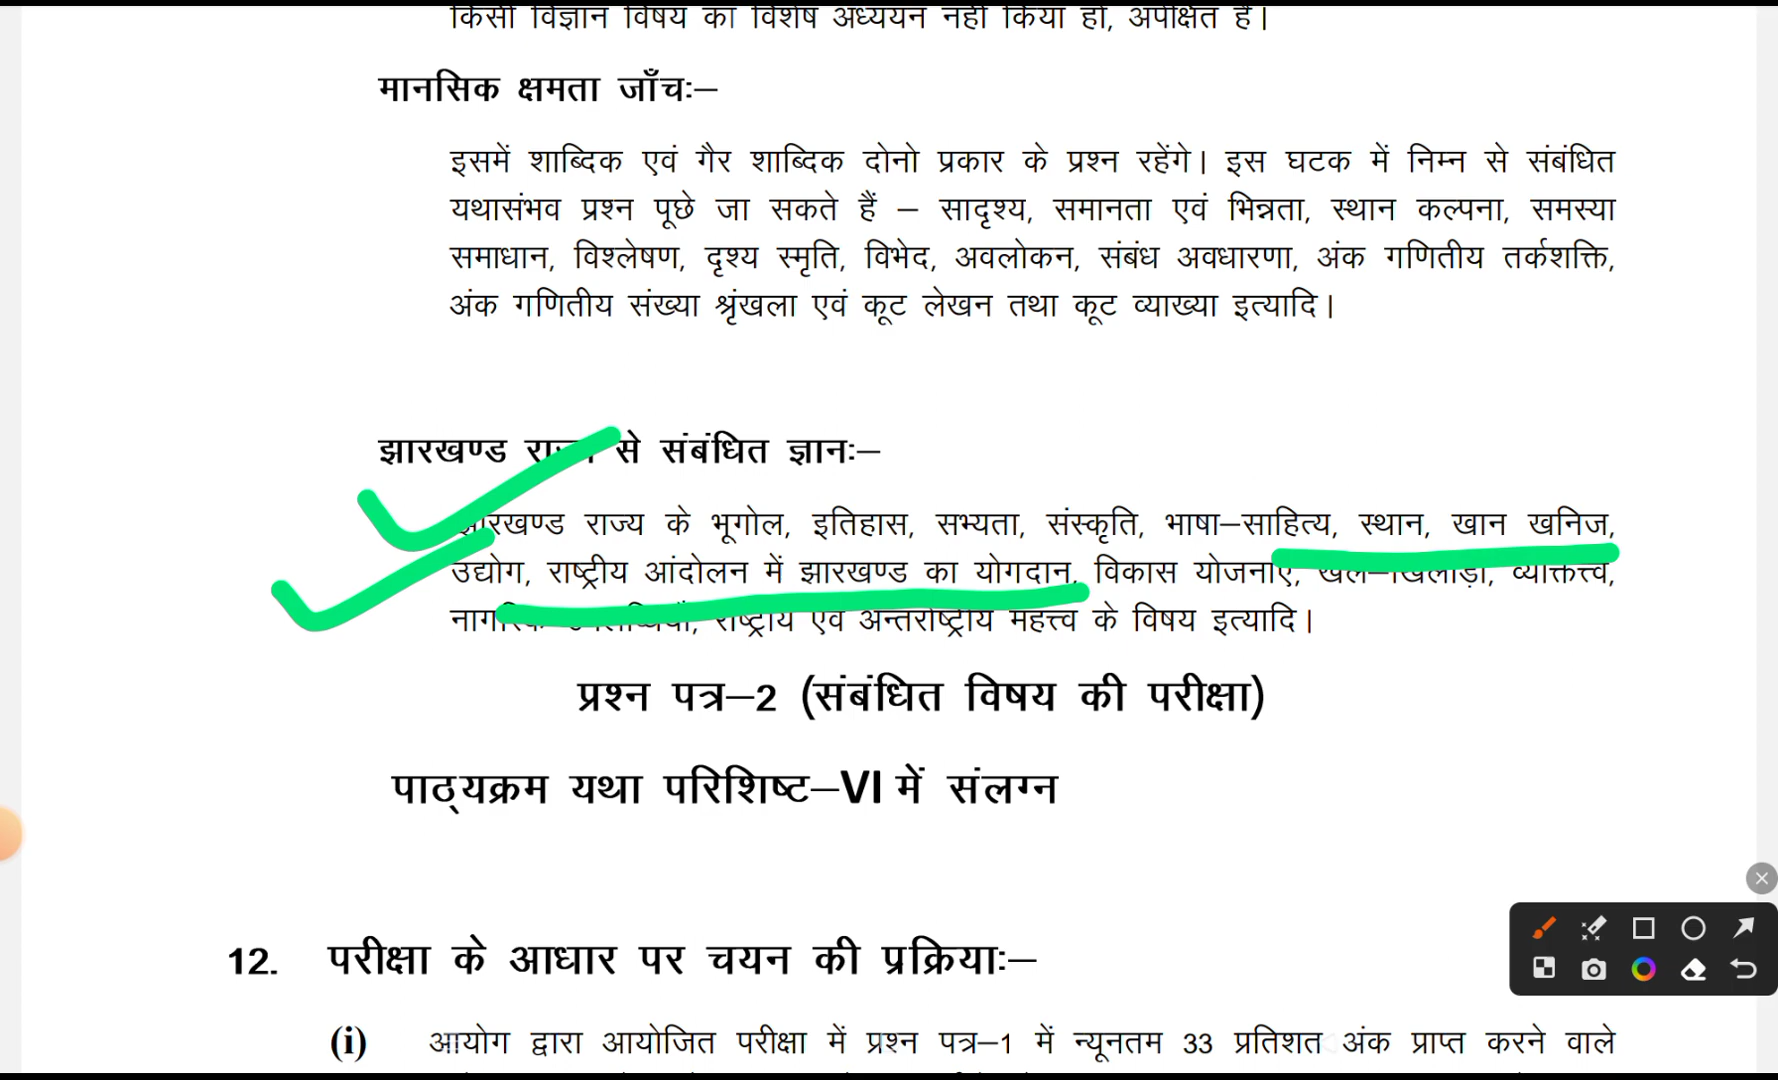 किसी विज्ञान विषय का विशेष अध्ययन नहीं किया हो, अपेक्षित है।
मानसिक क्षमता जाँचः–
इसमें शाब्दिक एवं गैर शाब्दिक दोनो प्रकार के प्रश्न रहेंगे। इस घटक में निम्न से संबंधित
यथासंभव प्रश्न पूछे जा सकते हैं – सादृश्य, समानता एवं भिन्नता, स्थान कल्पना, समस्या
समाधान, विश्लेषण, दृश्य स्मृति, विभेद, अवलोकन, संबंध अवधारणा, अंक गणितीय तर्कशक्ति,
अंक गणितीय संख्या श्रृंखला एवं कूट लेखन तथा कूट व्याख्या इत्यादि।
झारखण्ड राज्य से संबंधित ज्ञानः–
झारखण्ड राज्य के भूगोल, इतिहास, सभ्यता, संस्कृति, भाषा–साहित्य, स्थान, खान खनिज,
उद्योग, राष्ट्रीय आंदोलन में झारखण्ड का योगदान, विकास योजनाएं, खेल–खिलाड़ी, व्यक्तित्त्व,
नागरिक उपलब्धियाँ, राष्ट्रीय एवं अन्तर्राष्ट्रीय महत्त्व के विषय इत्यादि।
प्रश्न पत्र–2 (संबंधित विषय की परीक्षा)
पाठ्यक्रम यथा परिशिष्ट–VI में संलग्न
12. परीक्षा के आधार पर चयन की प्रक्रियाः–
(i) आयोग द्वारा आयोजित परीक्षा में प्रश्न पत्र–1 में न्यूनतम 33 प्रतिशत अंक प्राप्त करने वाले